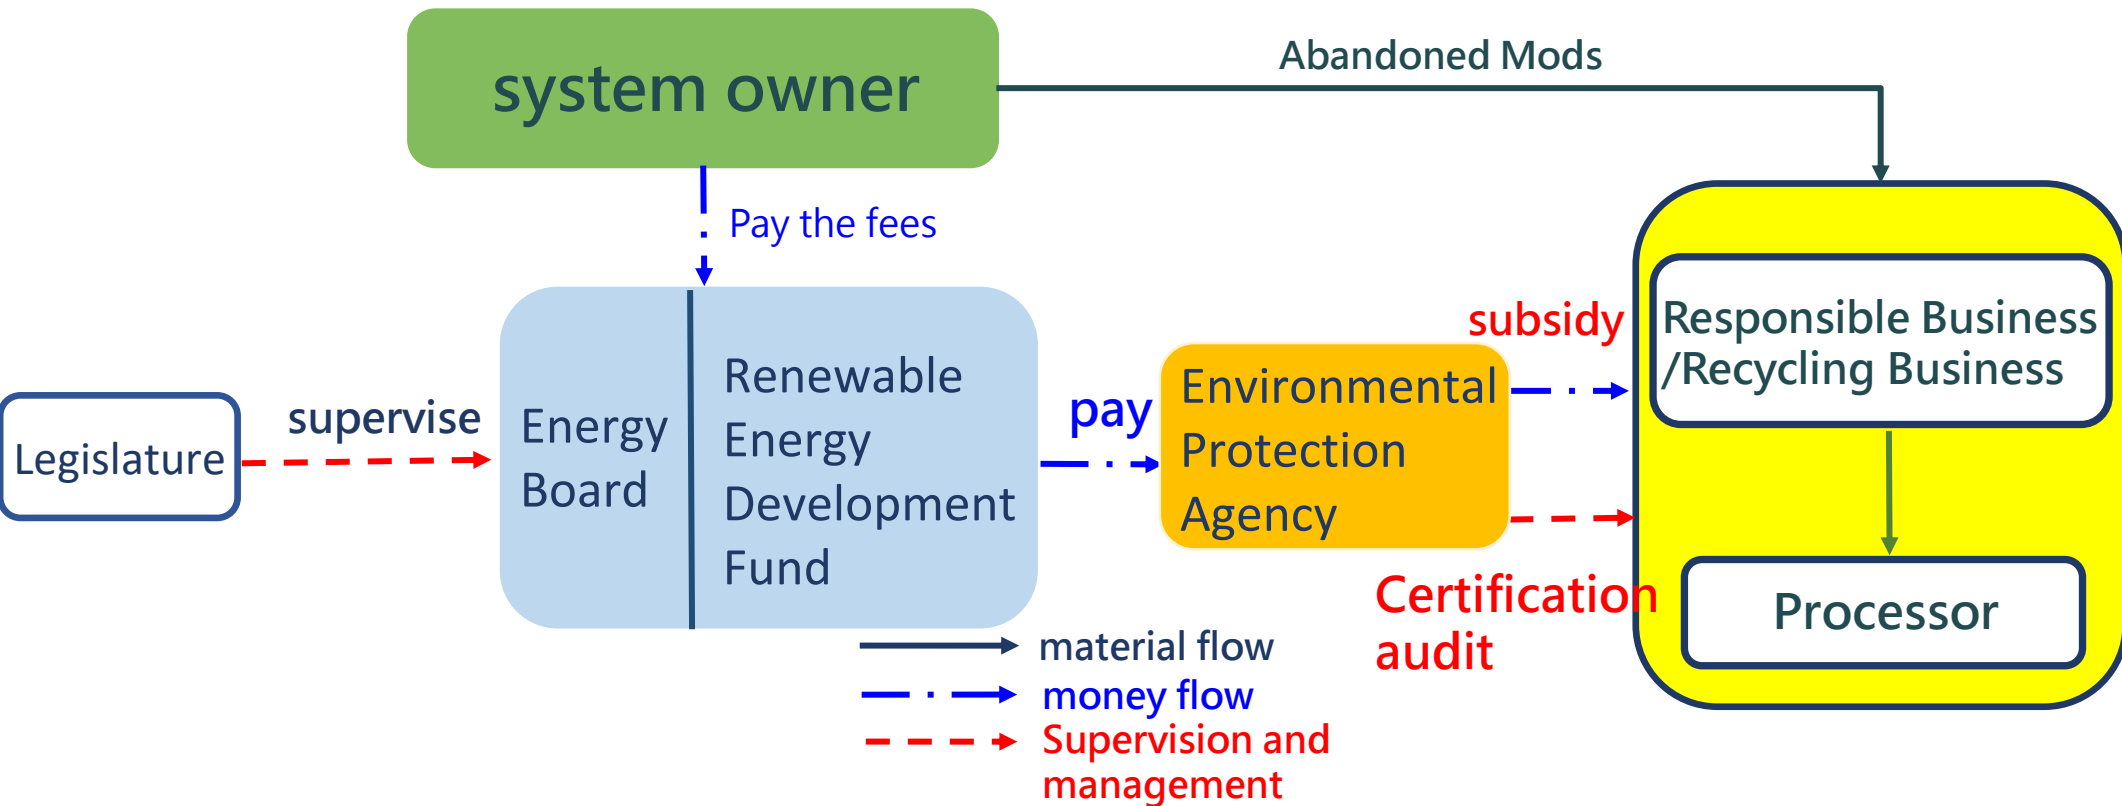 system owner
Abandoned Mods
Pay the fees
Legislature
supervise
Energy
Board
Renewable
Energy
Development
Fund
pay
Environmental
Protection
Agency
subsidy
Certification
audit
Responsible Business
/Recycling Business
Processor
material flow
money flow
Supervision and
management